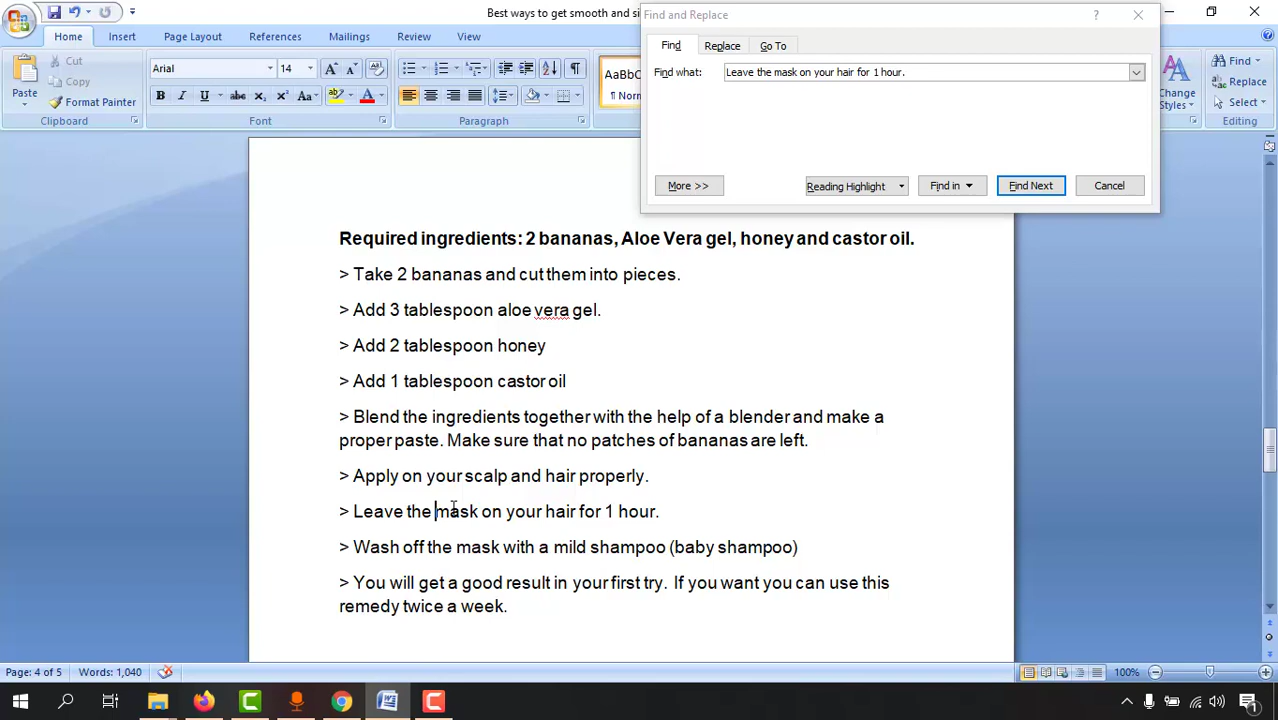 Best ways to get smooth and si
Find and Replace
Home Insert Page Layout References Mailings Review View
Find Replace Go To
Find what: Leave the mask on your hair for 1 hour.
Cut
Copy
Format Painter
Paste
Clipboard
Arial 14
Font
Paragraph
AaBbC
¶ Norm
Change
Styles
Find
Replace
Select
Editing
More >> Reading Highlight Find in Find Next Cancel
Required ingredients: 2 bananas, Aloe Vera gel, honey and castor oil.
> Take 2 bananas and cut them into pieces.
> Add 3 tablespoon aloe vera gel.
> Add 2 tablespoon honey
> Add 1 tablespoon castor oil
> Blend the ingredients together with the help of a blender and make a
proper paste. Make sure that no patches of bananas are left.
> Apply on your scalp and hair properly.
> Leave the mask on your hair for 1 hour.
> Wash off the mask with a mild shampoo (baby shampoo)
> You will get a good result in your first try. If you want you can use this
remedy twice a week.
Page: 4 of 5 Words: 1,040 100%